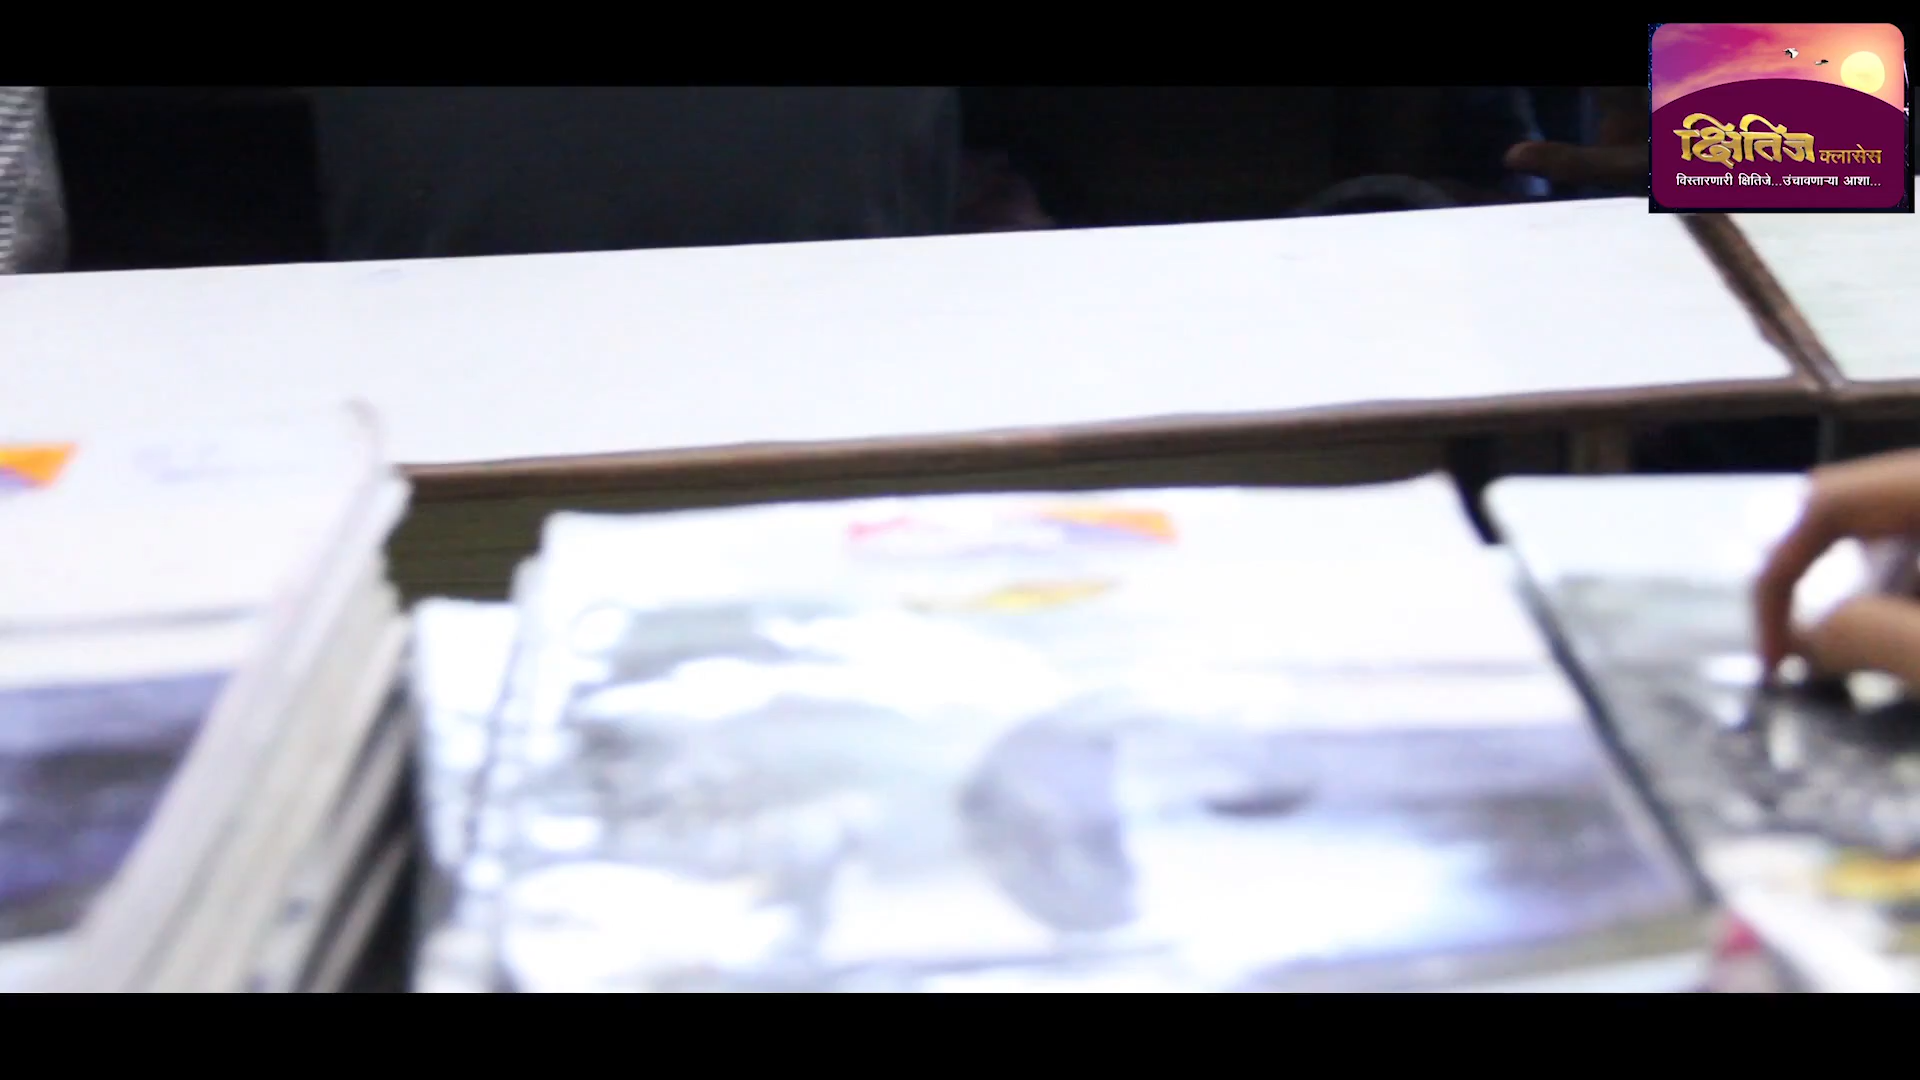 क्षितिज क्लासेस
विस्तारणारी क्षितिजे...उंचावणाऱ्या आशा...